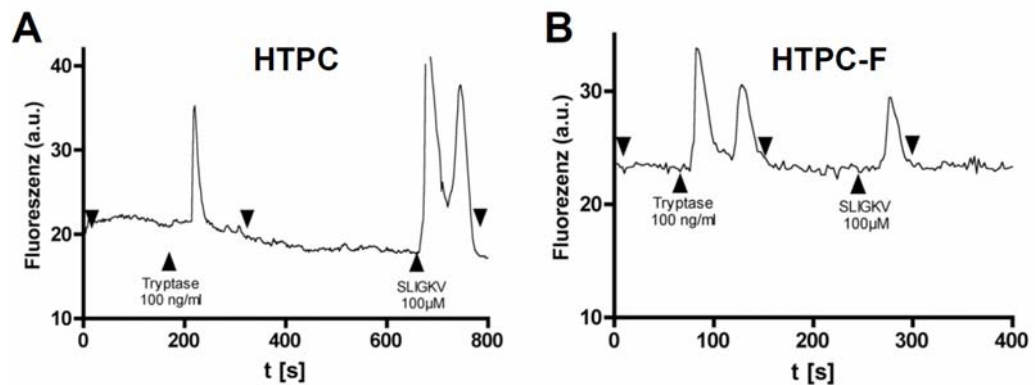 A
HTPC
Fluoreszenz (a.u.)
40
30
20
10
Tryptase
100 ng/ml
SLIGKV
100µM
0
200
400
600
800
t [s]
B
HTPC-F
Fluorezenz (a.u.)
30
20
10
Tryptase
100 ng/ml
SLIGKV
100µM
0
100
200
300
400
t [s]